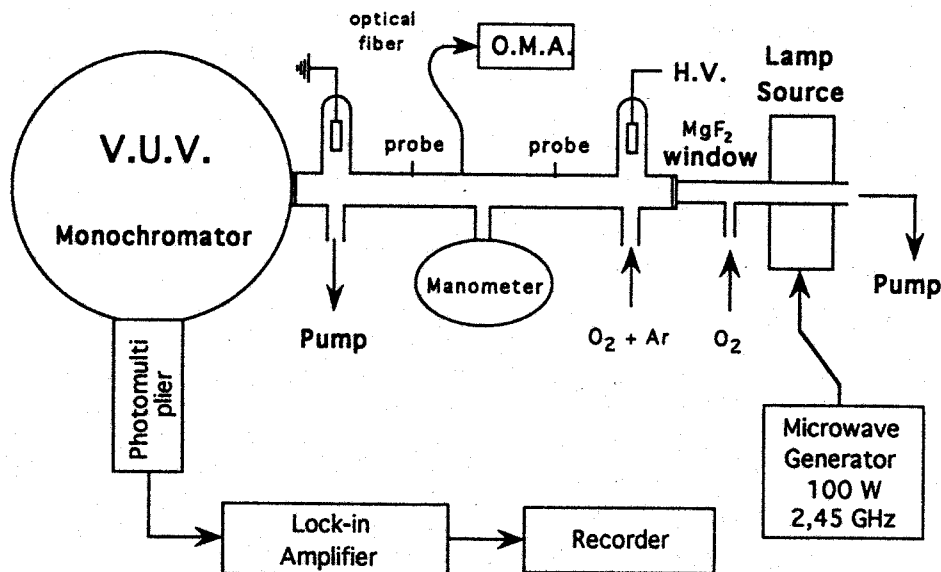 optical
fiber
O.M.A.
H.V.
Lamp
Source
V.U.V.
Monochromator
probe
probe
MgF2
window
Manometer
Pump
O2 + Ar
O2
Pump
Photomulti
plier
Microwave
Generator
100 W
2,45 GHz
Lock-in
Amplifier
Recorder